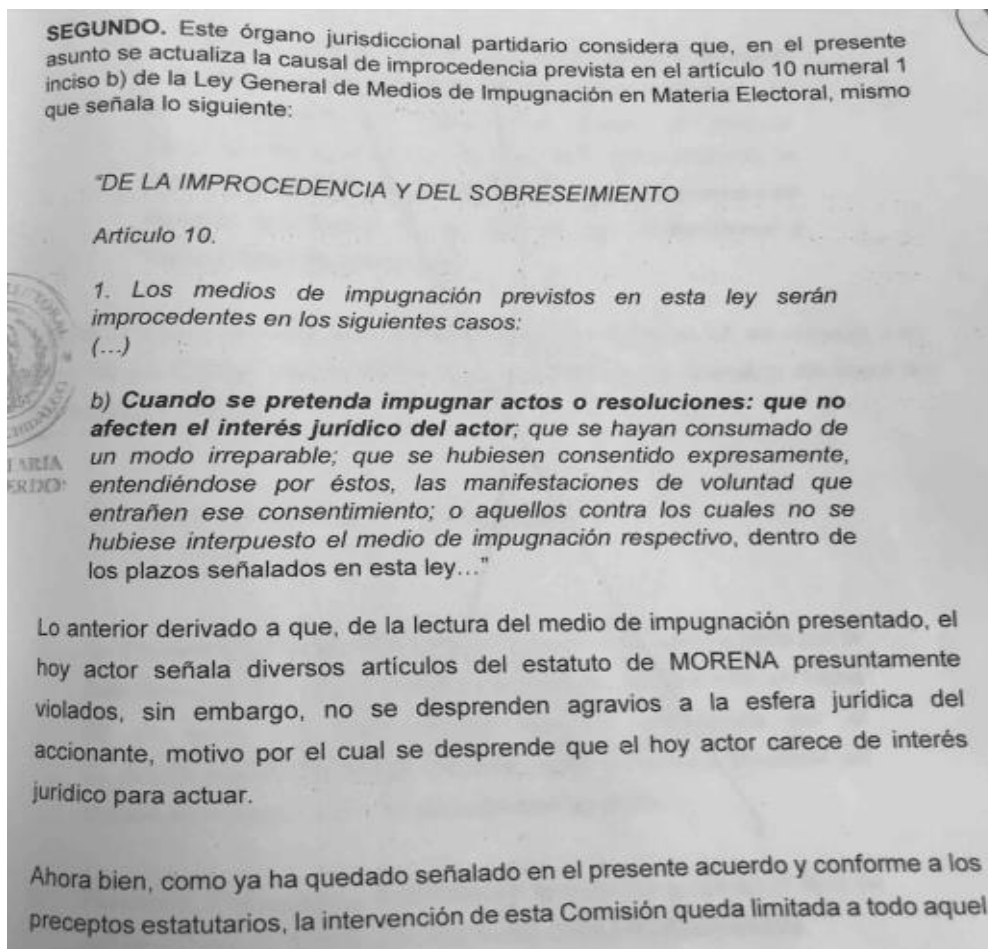 SEGUNDO. Este órgano jurisdiccional partidario considera que, en el presente
asunto se actualiza la causal de improcedencia prevista en el artículo 10 numeral 1
inciso b) de la Ley General de Medios de Impugnación en Materia Electoral, mismo
que señala lo siguiente:
"DE LA IMPROCEDENCIA Y DEL SOBRESEIMIENTO
Artículo 10.
1. Los medios de impugnación previstos en esta ley serán
improcedentes en los siguientes casos:
(...)
b) Cuando se pretenda impugnar actos o resoluciones: que no
afecten el interés jurídico del actor; que se hayan consumado de
un modo irreparable; que se hubiesen consentido expresamente,
entendiéndose por éstos, las manifestaciones de voluntad que
entrañen ese consentimiento; o aquellos contra los cuales no se
hubiese interpuesto el medio de impugnación respectivo, dentro de
los plazos señalados en esta ley..."
Lo anterior derivado a que, de la lectura del medio de impugnación presentado, el
hoy actor señala diversos artículos del estatuto de MORENA presuntamente
violados, sin embargo, no se desprenden agravios a la esfera jurídica del
accionante, motivo por el cual se desprende que el hoy actor carece de interés
jurídico para actuar.
Ahora bien, como ya ha quedado señalado en el presente acuerdo y conforme a los
preceptos estatutarios, la intervención de esta Comisión queda limitada a todo aquel